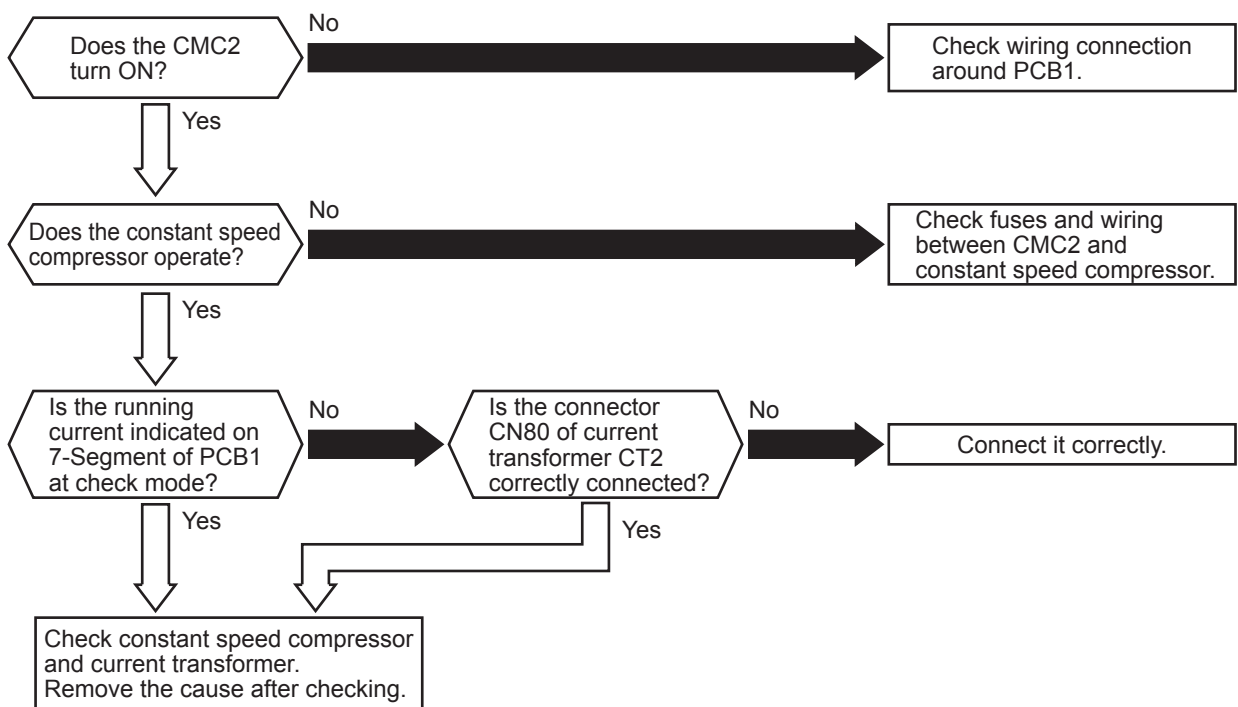 Does the CMC2
turn ON?
No
Check wiring connection
around PCB1.
Yes
Does the constant speed
compressor operate?
No
Check fuses and wiring
between CMC2 and
constant speed compressor.
Yes
Is the running
current indicated on
7-Segment of PCB1
at check mode?
No
Is the connector
CN80 of current
transformer CT2
correctly connected?
No
Connect it correctly.
Yes
Yes
Check constant speed compressor
and current transformer.
Remove the cause after checking.